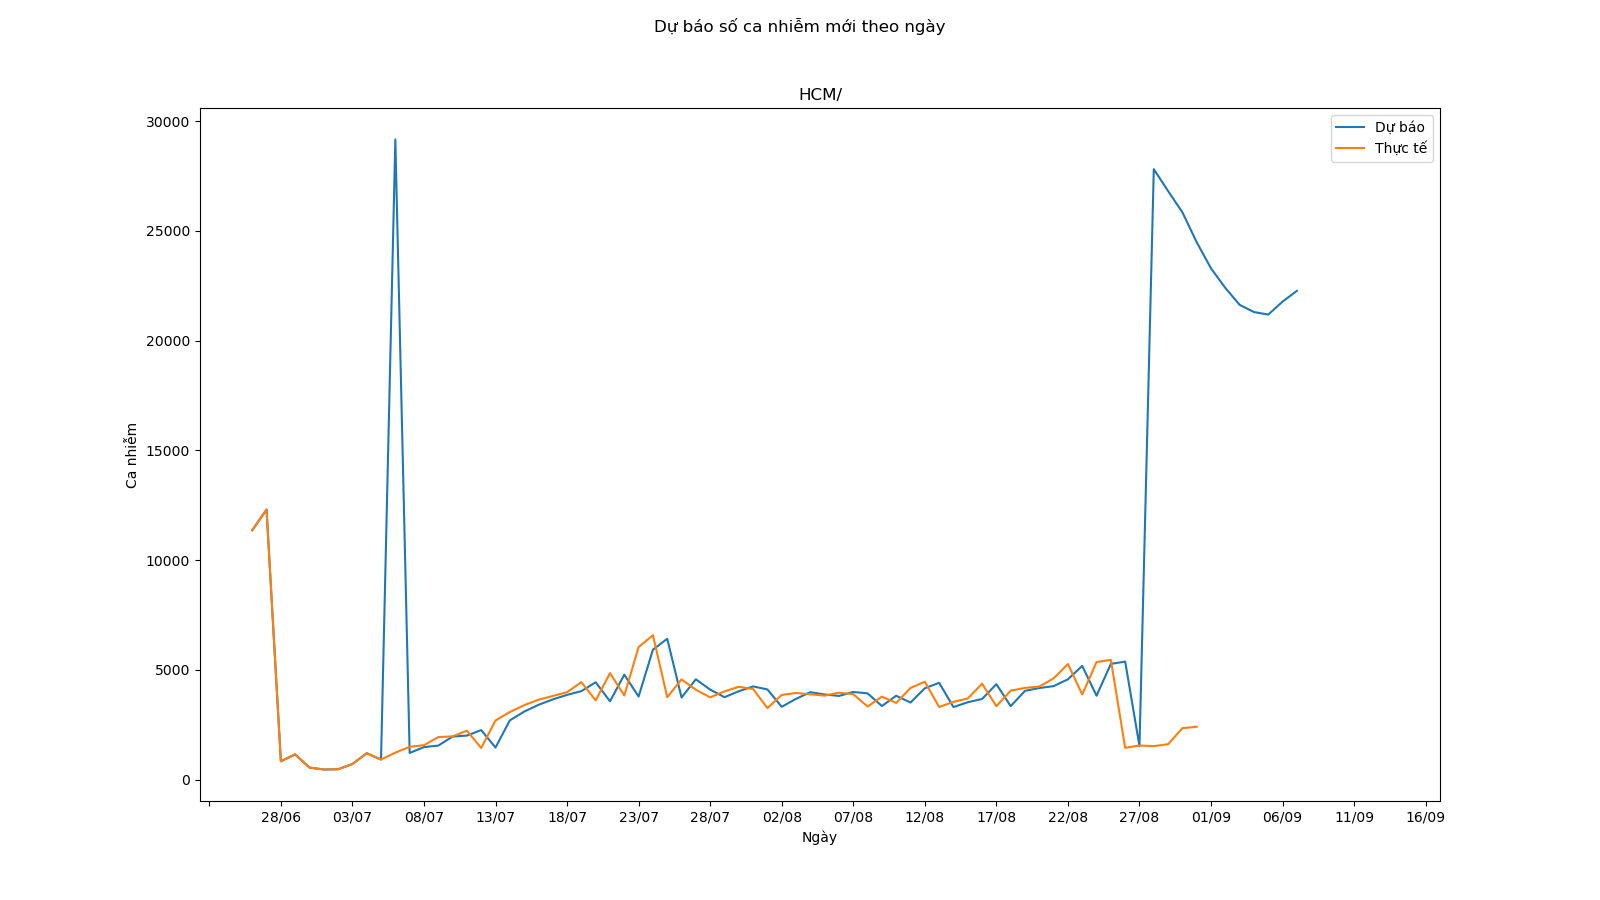 Dự báo số ca nhiễm mới theo ngày
HCM/
Dự báo
Thực tế
30000
25000
20000
15000
10000
5000
0
Ca nhiễm
28/06 03/07 08/07 13/07 18/07 23/07 28/07 02/08 07/08 12/08 17/08 22/08 27/08 01/09 06/09 11/09 16/09
Ngày